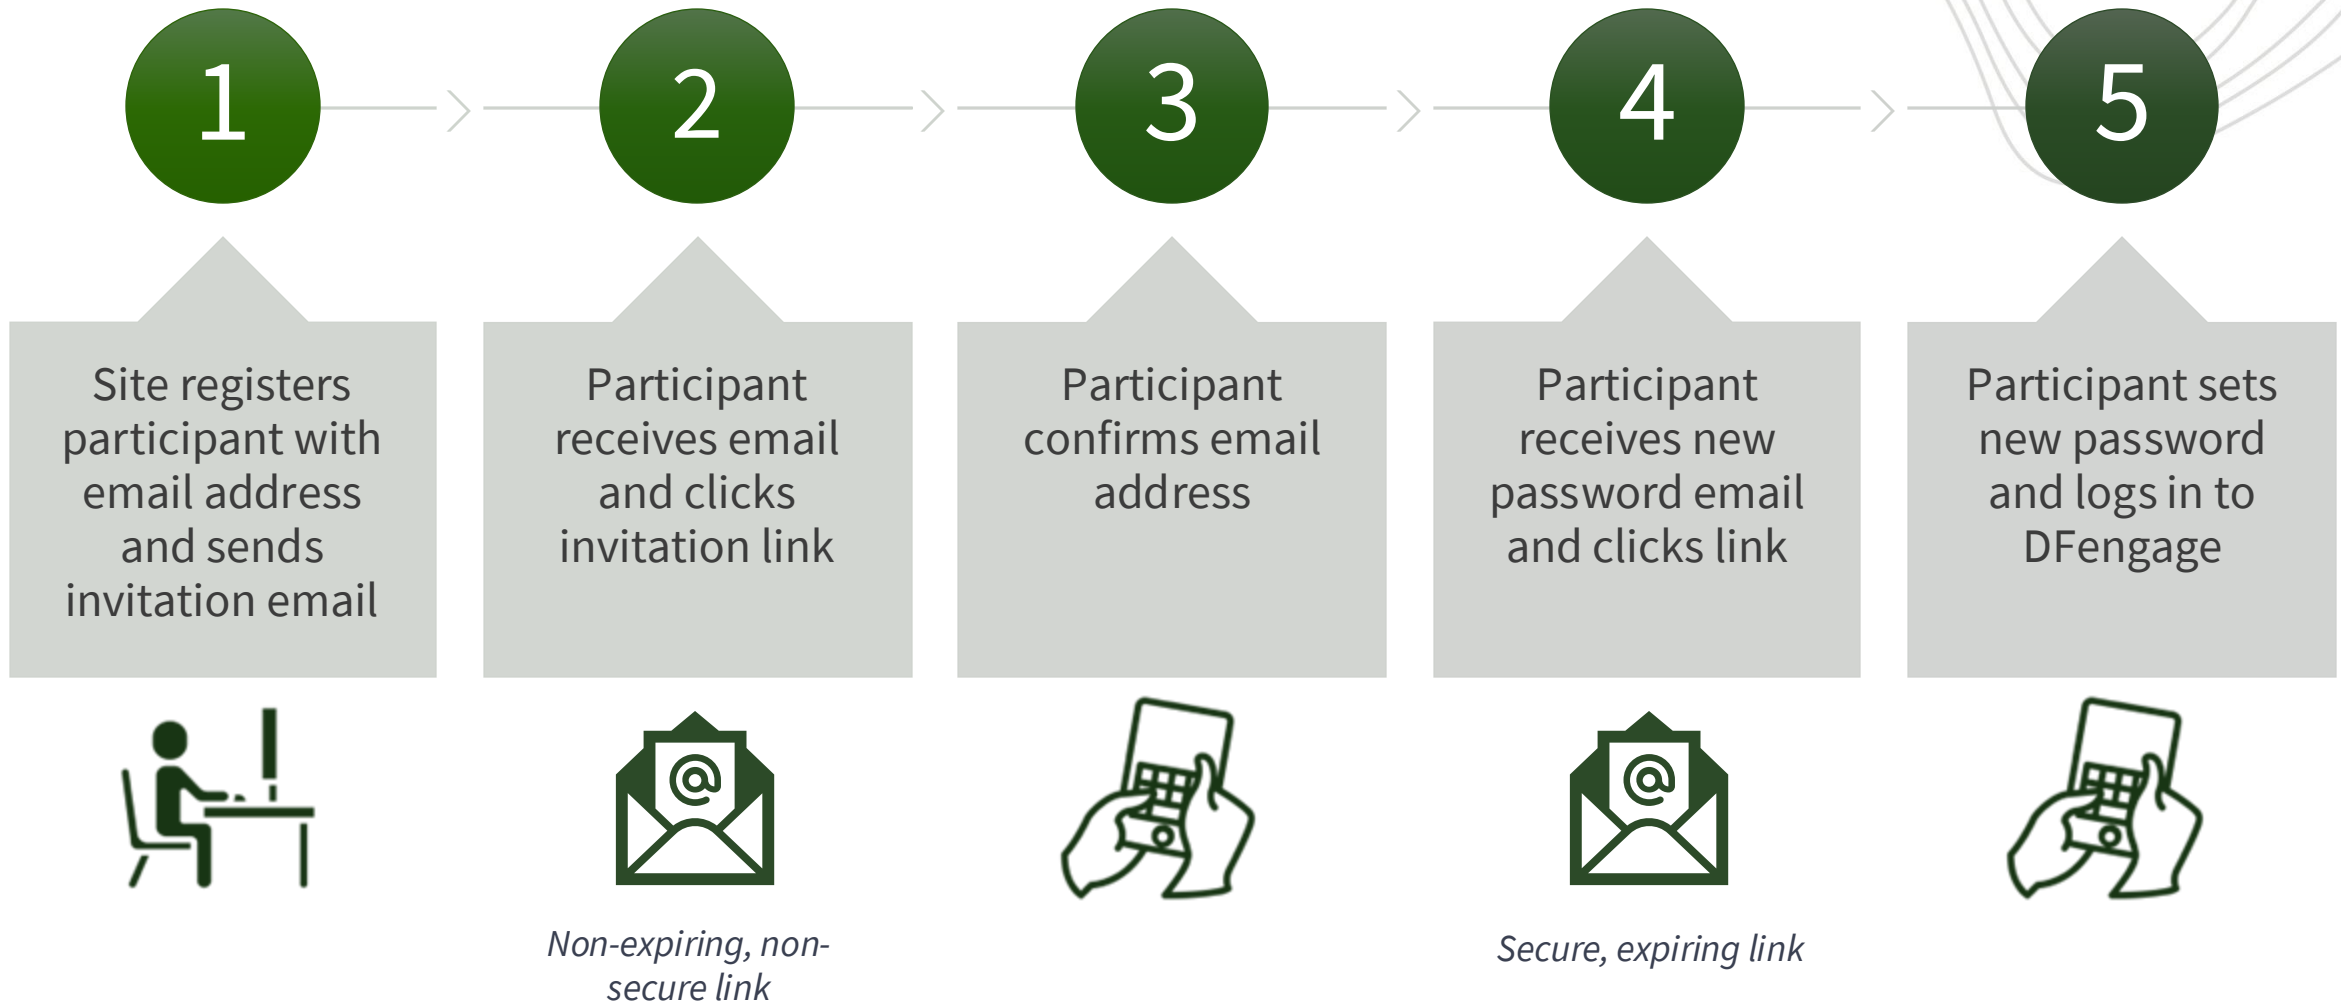 1
2
3
4
5
Site registers
participant with
email address
and sends
invitation email
Participant
receives email
and clicks
invitation link
Participant
confirms email
address
Participant
receives new
password email
and clicks link
Participant sets
new password
and logs in to
DFengage
@
@
Non-expiring, non-
secure link
Secure, expiring link